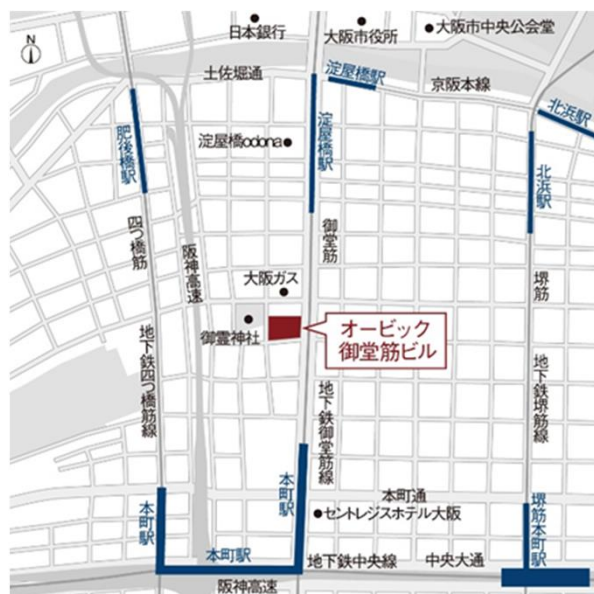 N
日本銀行
大阪市役所
大阪市中央公会堂
土佐堀通
淀屋橋駅
京阪本線
北浜駅
肥後橋駅
淀屋橋odona
淀屋橋駅
北浜駅
四つ橋筋
阪神高速
御堂筋
堺筋
大阪ガス
御霊神社
オービック
御堂筋ビル
地下鉄四つ橋筋線
地下鉄御堂筋線
地下鉄堺筋線
本町駅
本町駅
本町通
セントレジスホテル大阪
堺筋本町駅
本町駅
地下鉄中央線
中央大通
阪神高速